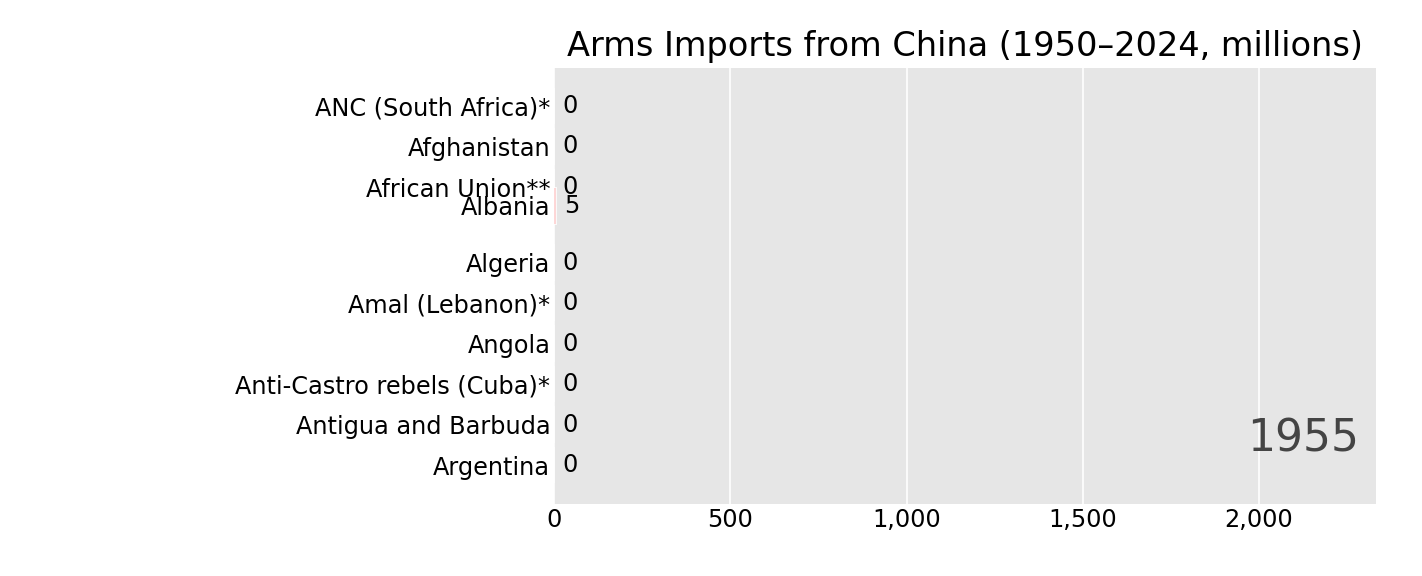 Arms Imports from China (1950–2024, millions)
ANC (South Africa)* 0
Afghanistan 0
African Union** 0
Albania 5
Algeria 0
Amal (Lebanon)* 0
Angola 0
Anti-Castro rebels (Cuba)* 0
Antigua and Barbuda 0
1955
Argentina 0
0 500 1,000 1,500 2,000